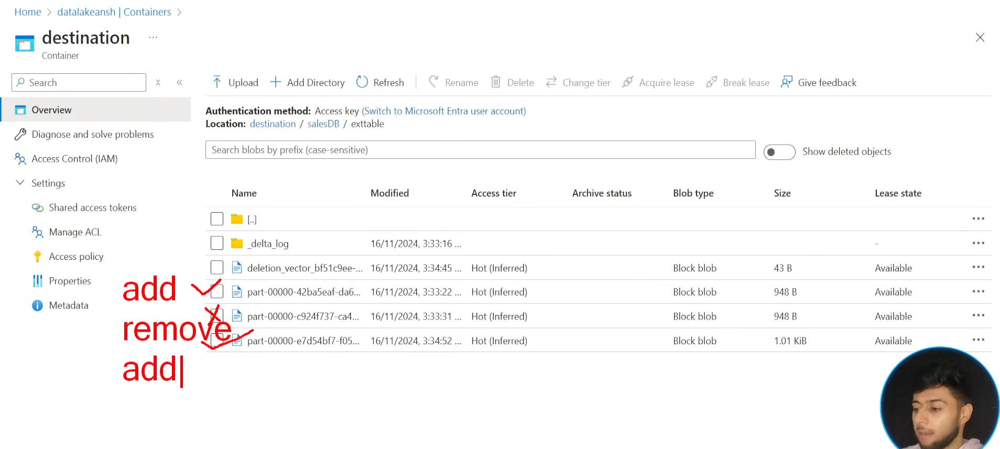 Home > datalakeansh | Containers >
destination ...
Container
Search
Overview
Diagnose and solve problems
Access Control (IAM)
Settings
Shared access tokens
Manage ACL
Access policy
Properties
Metadata
Upload Add Directory Refresh Rename Delete Change tier Acquire lease Break lease Give feedback
Authentication method: Access key (Switch to Microsoft Entra user account)
Location: destination / salesDB / exttable
Search blobs by prefix (case-sensitive)
Show deleted objects
Name Modified Access tier Archive status Blob type Size Lease state
[..]
_delta_log 16/11/2024, 3:33:16 ... -
deletion_vector_bf51c9ee-... 16/11/2024, 3:34:45 ... Hot (Inferred) Block blob 43 B Available
part-00000-42ba5eaf-da6... 16/11/2024, 3:33:22 ... Hot (Inferred) Block blob 948 B Available
part-00000-c924f737-ca4... 16/11/2024, 3:33:31 ... Hot (Inferred) Block blob 948 B Available
part-00000-e7d54bf7-f05... 16/11/2024, 3:34:52 ... Hot (Inferred) Block blob 1.01 KiB Available
add
remove
add